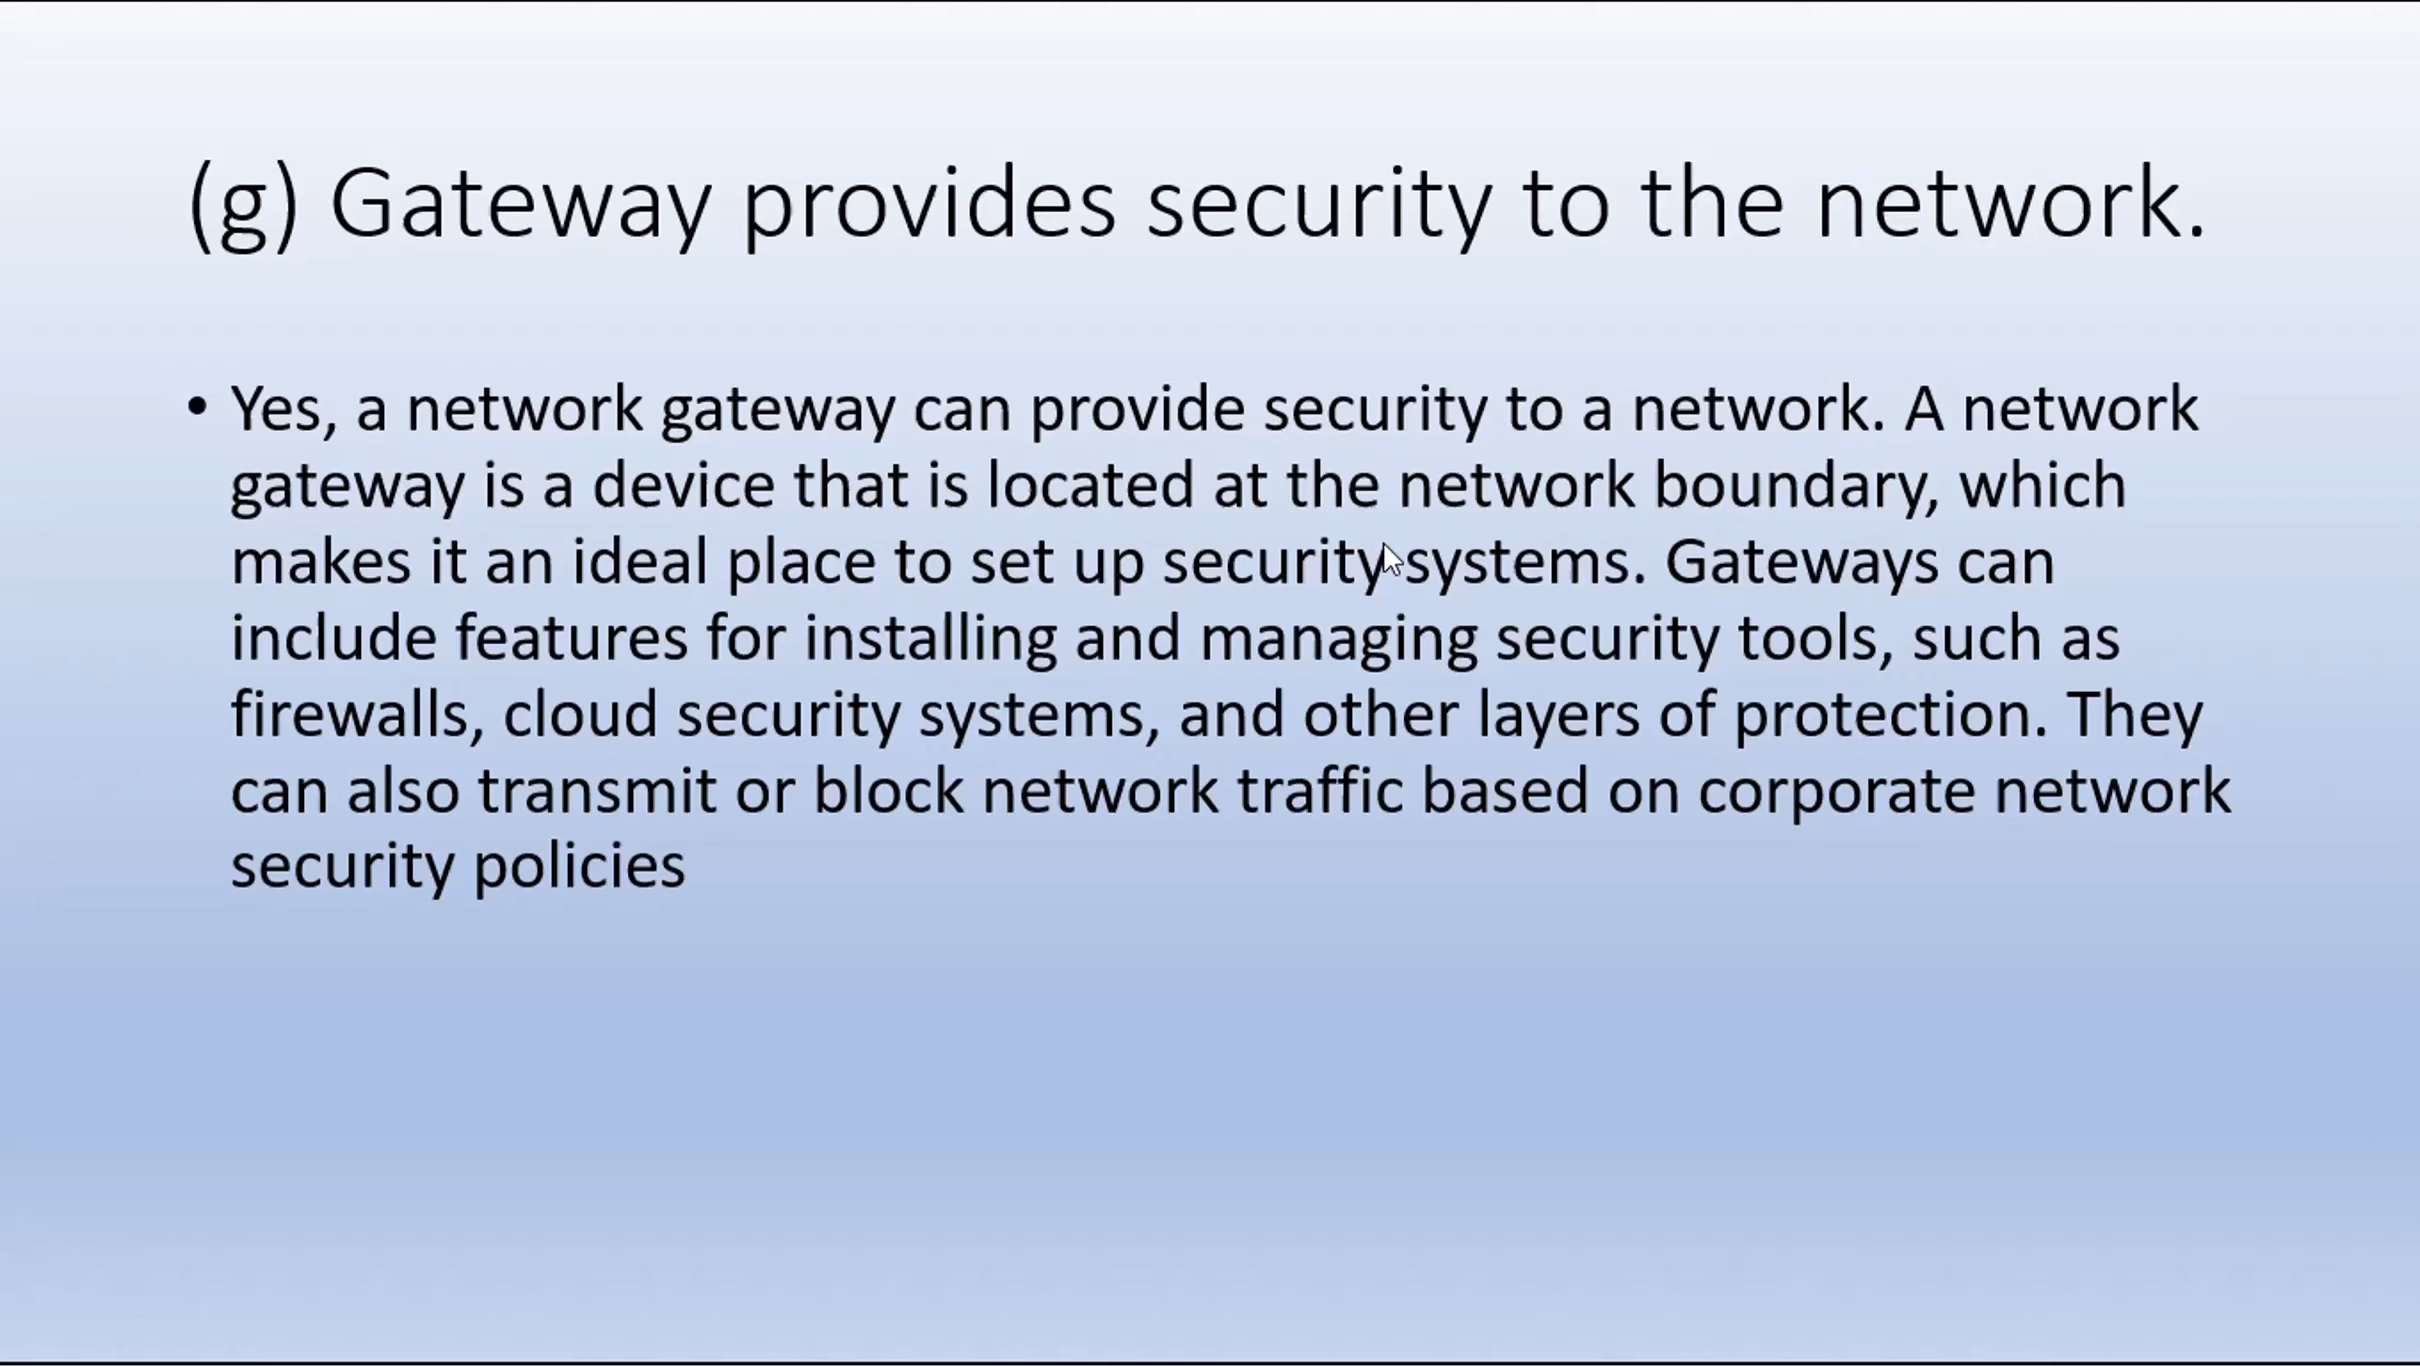 (g) Gateway provides security to the network.
• Yes, a network gateway can provide security to a network. A network
gateway is a device that is located at the network boundary, which
makes it an ideal place to set up security systems. Gateways can
include features for installing and managing security tools, such as
firewalls, cloud security systems, and other layers of protection. They
can also transmit or block network traffic based on corporate network
security policies